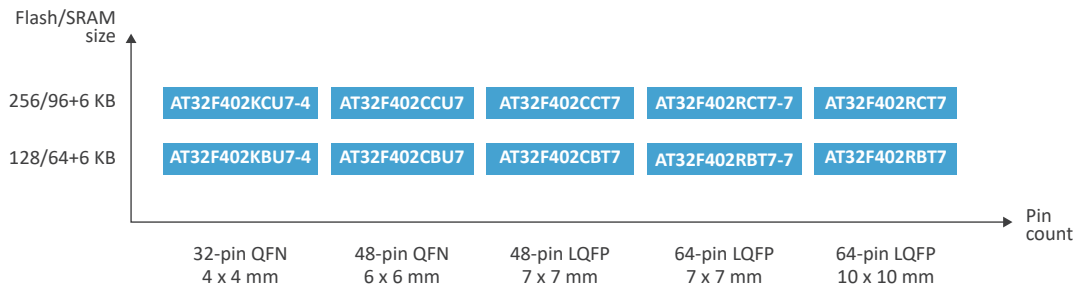 Flash/SRAM
size
256/96+6 KB
AT32F402KCU7-4 AT32F402CCU7 AT32F402CCT7 AT32F402RCT7-7 AT32F402RCT7
128/64+6 KB
AT32F402KBU7-4 AT32F402CBU7 AT32F402CBT7 AT32F402RBT7-7 AT32F402RBT7
Pin
count
32-pin QFN 48-pin QFN 48-pin LQFP 64-pin LQFP 64-pin LQFP
4 x 4 mm 6 x 6 mm 7 x 7 mm 7 x 7 mm 10 x 10 mm